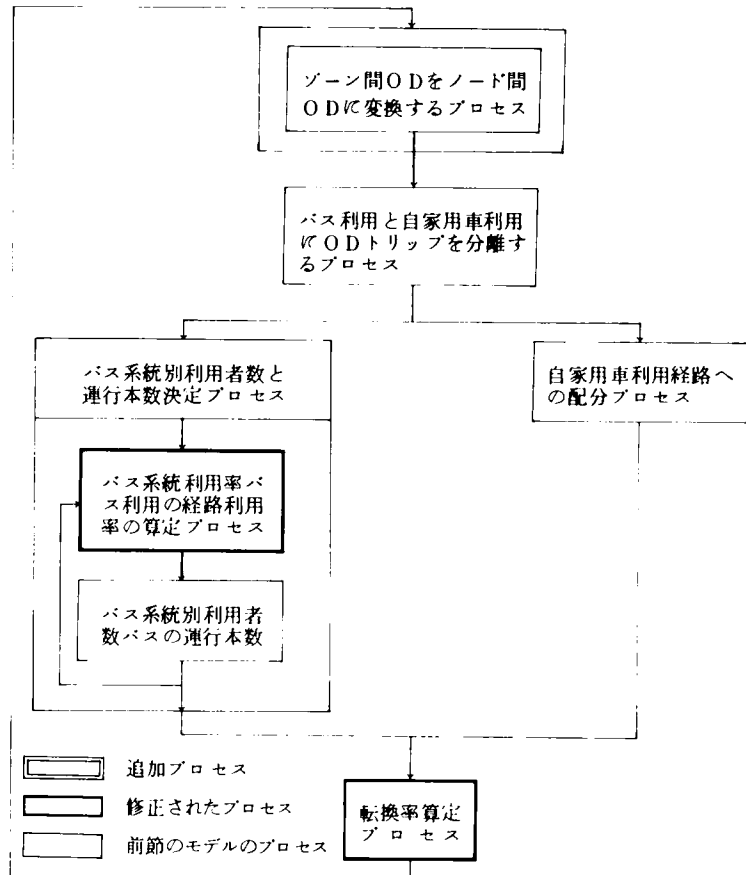 ゾーン間ODをノード間
ODに変換するプロセス
バス利用と自家用車利用
にODトリップを分離す
るプロセス
バス系統別利用者数と
運行本数決定プロセス
自家用車利用経路へ
の配分プロセス
バス系統利用率バ
ス利用の経路利用
率の算定プロセス
バス系統別利用者
数バスの運行本数
追加プロセス
修正されたプロセス
前節のモデルのプロセス
転換率算定
プロセス